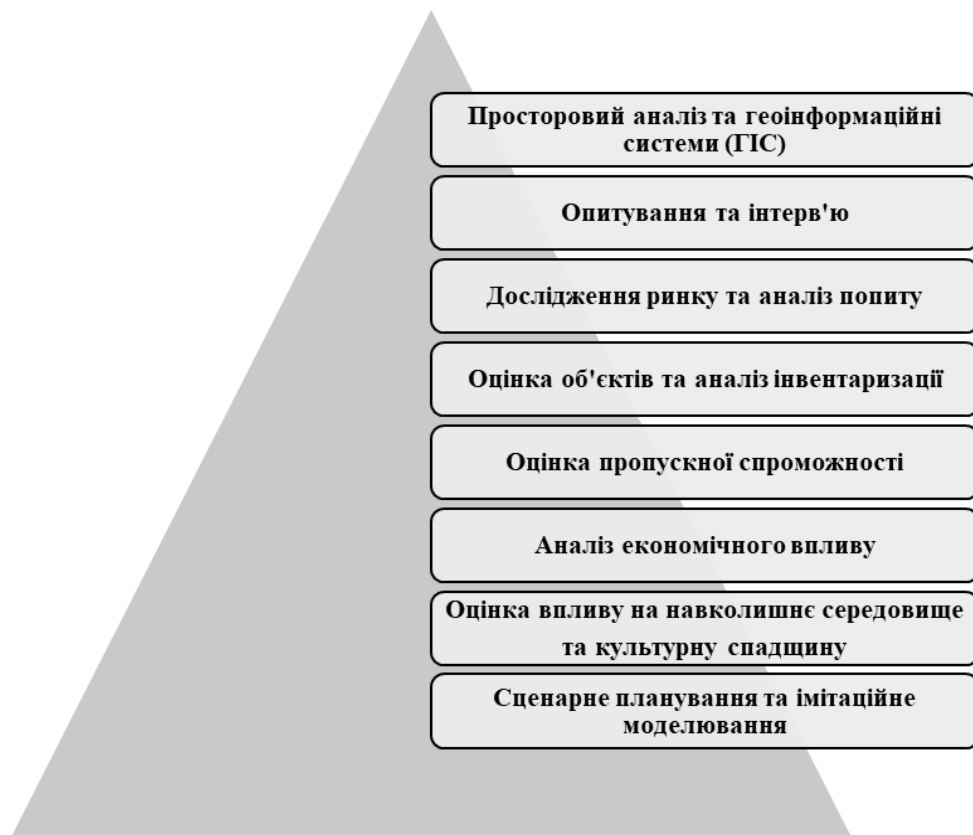 Просторовий аналіз та геоінформаційні
системи (ГІС)
Опитування та інтерв'ю
Дослідження ринку та аналіз попиту
Оцінка об'єктів та аналіз інвентаризації
Оцінка пропускної спроможності
Аналіз економічного впливу
Оцінка впливу на навколишнє середовище
та культурну спадщину
Сценарне планування та імітаційне
моделювання